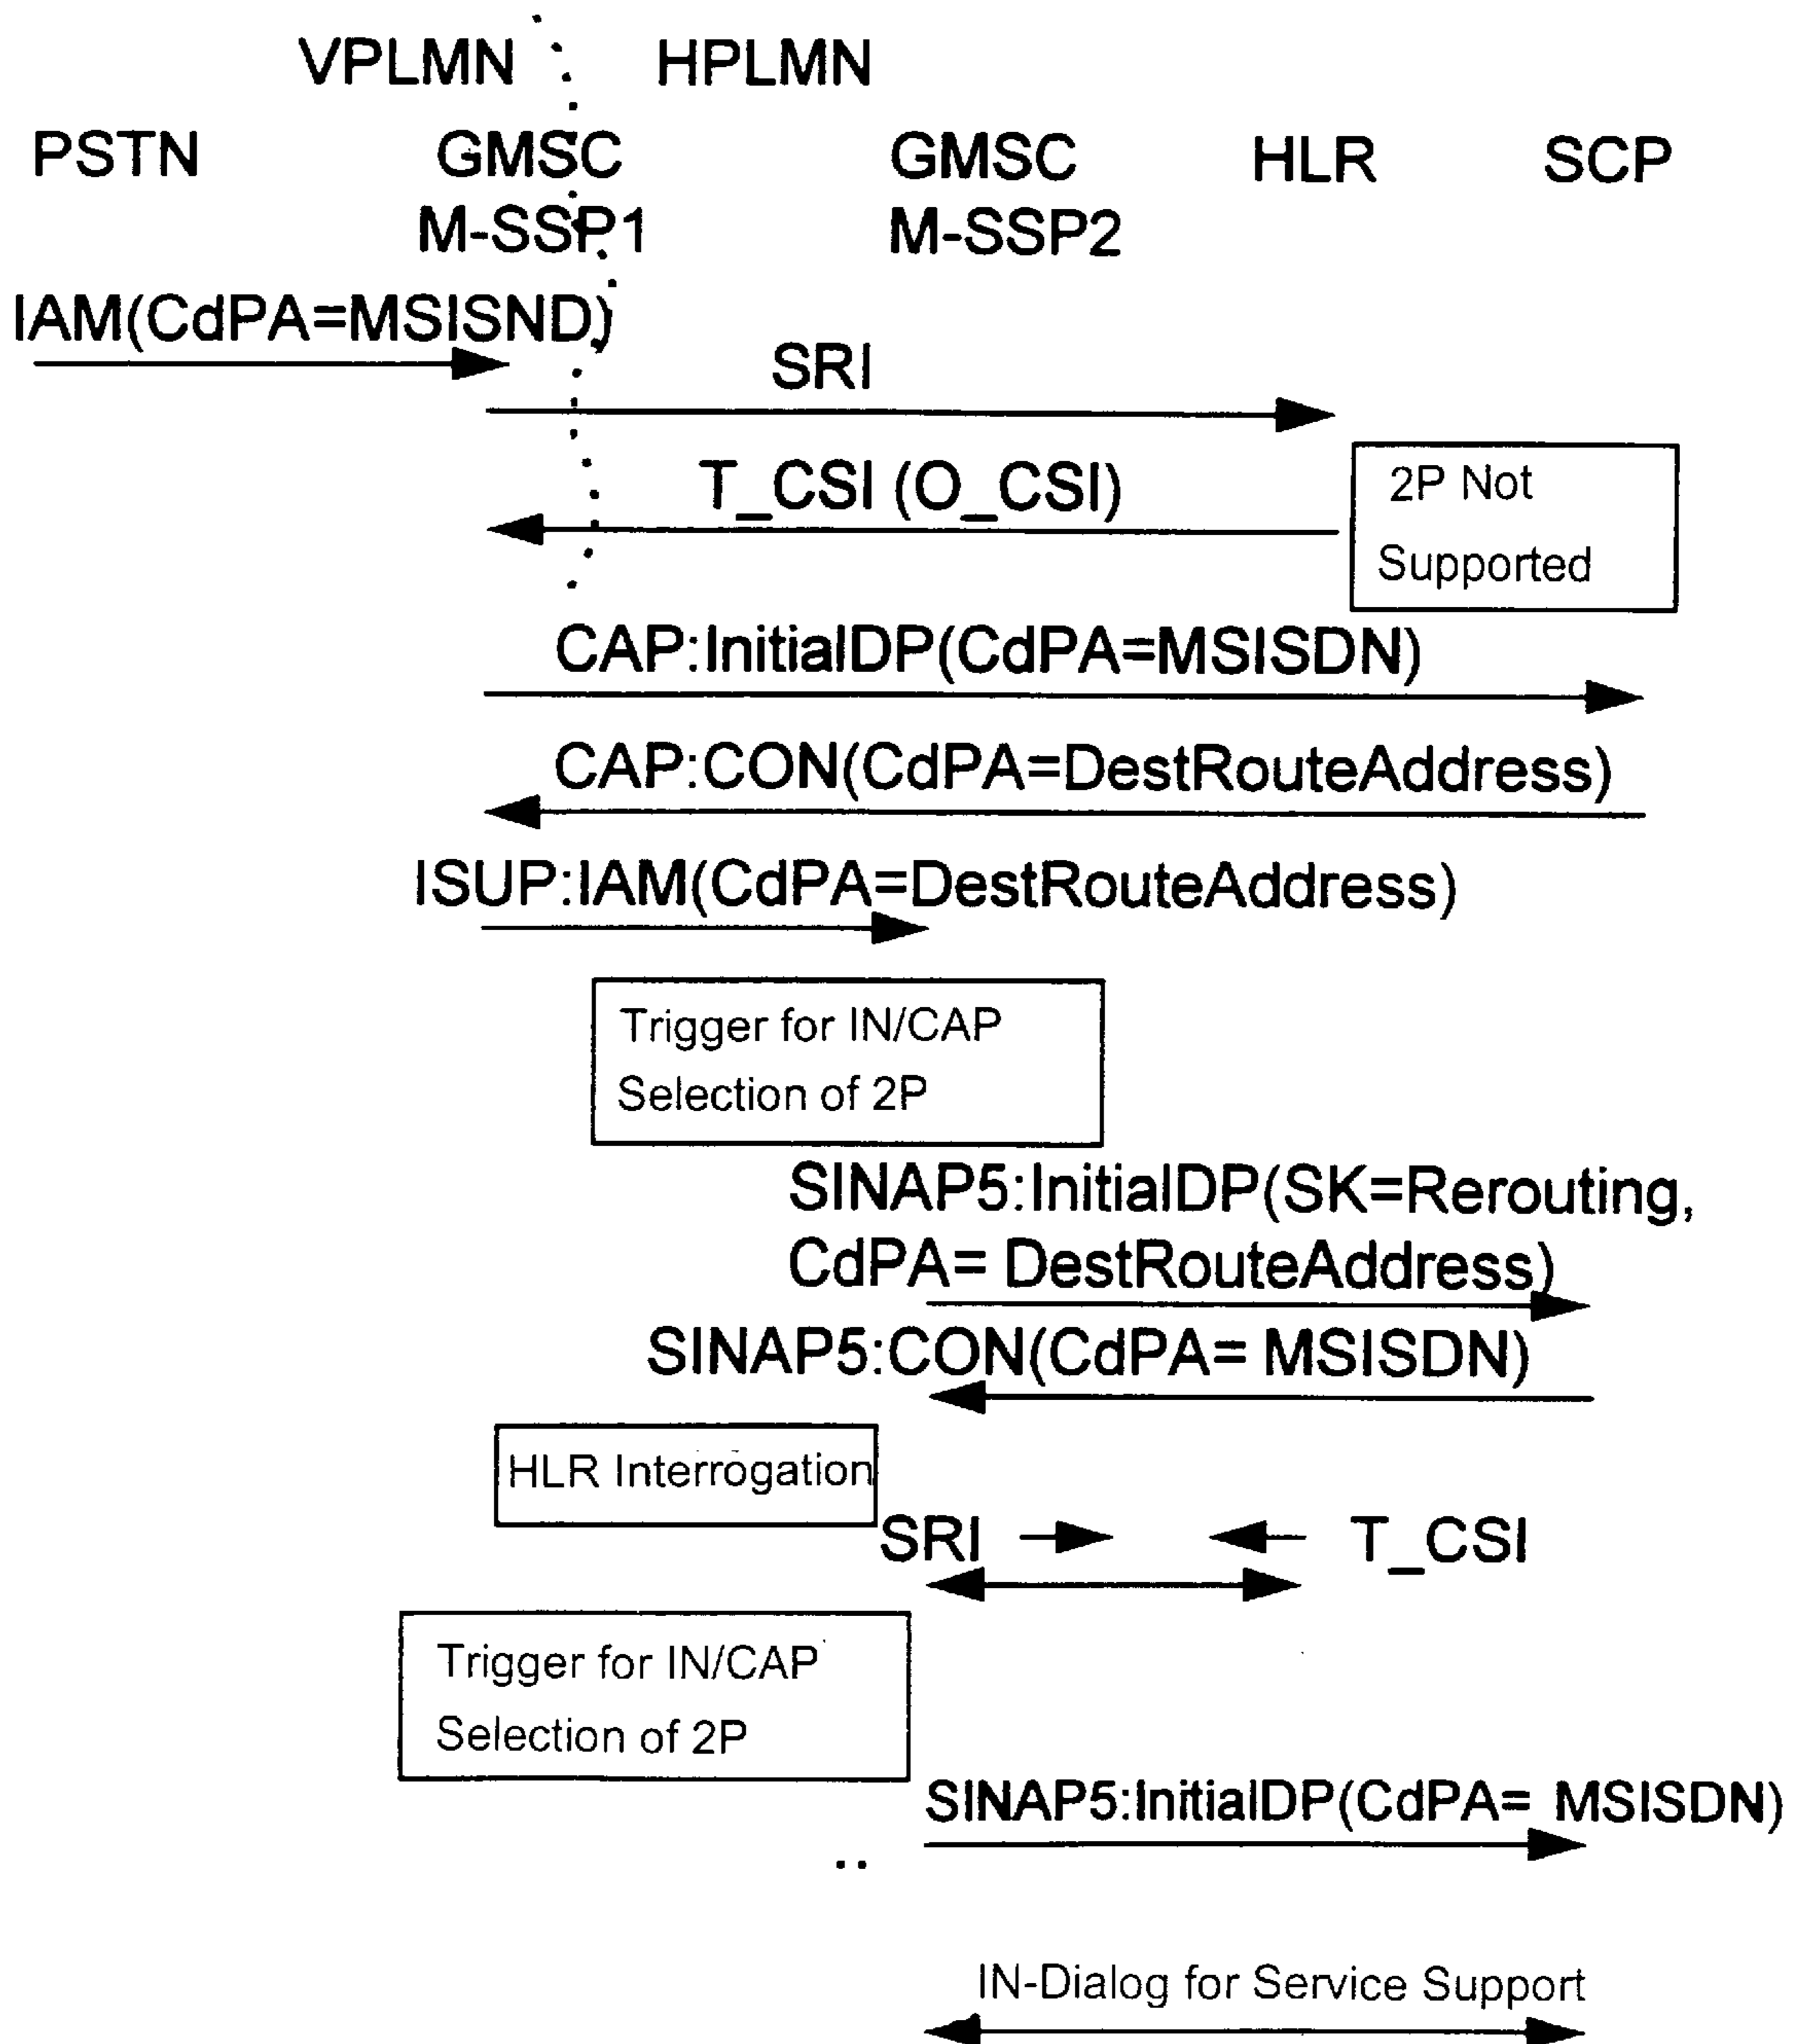 VPLMN HPLMN
PSTN GMSC GMSC HLR SCP
M-SSP1 M-SSP2
IAM(CdPA=MSISND)
SRI
T_CSI (O_CSI)
2P Not
Supported
CAP:InitialDP(CdPA=MSISDN)
CAP:CON(CdPA=DestRouteAddress)
ISUP:IAM(CdPA=DestRouteAddress)
Trigger for IN/CAP
Selection of 2P
SINAP5:InitialDP(SK=Rerouting,
CdPA= DestRouteAddress)
SINAP5:CON(CdPA= MSISDN)
HLR Interrogation
SRI T_CSI
Trigger for IN/CAP
Selection of 2P
SINAP5:InitialDP(CdPA= MSISDN)
..
IN-Dialog for Service Support